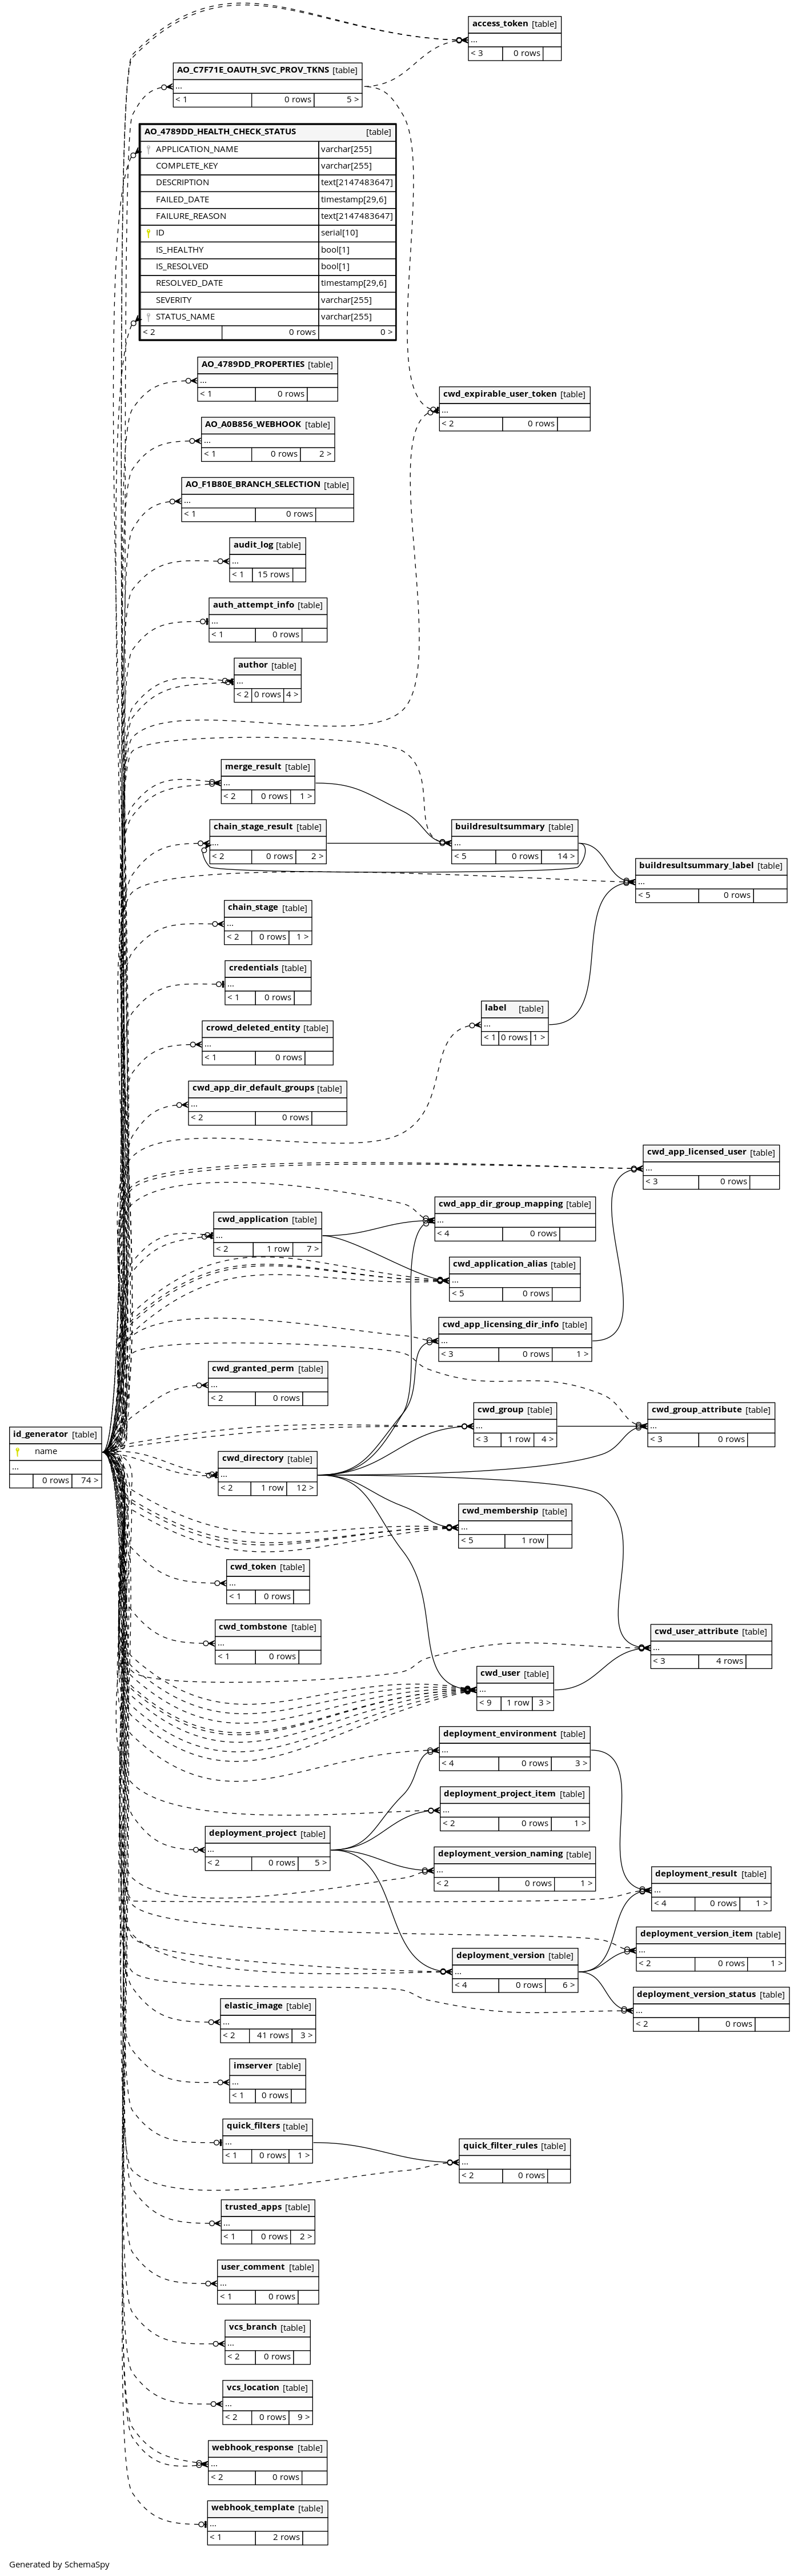 access_token [table]
...
< 3 0 rows
AO_C7F71E_OAUTH_SVC_PROV_TKNS [table]
...
< 1 0 rows 5 >
AO_4789DD_HEALTH_CHECK_STATUS [table]
APPLICATION_NAME varchar[255]
COMPLETE_KEY varchar[255]
DESCRIPTION text[2147483647]
FAILED_DATE timestamp[29,6]
FAILURE_REASON text[2147483647]
ID serial[10]
IS_HEALTHY bool[1]
IS_RESOLVED bool[1]
RESOLVED_DATE timestamp[29,6]
SEVERITY varchar[255]
STATUS_NAME varchar[255]
< 2 0 rows 0 >
AO_4789DD_PROPERTIES [table]
...
< 1 0 rows
cwd_expirable_user_token [table]
...
< 2 0 rows
AO_A0B856_WEBHOOK [table]
...
< 1 0 rows 2 >
AO_F1B80E_BRANCH_SELECTION [table]
...
< 1 0 rows
audit_log [table]
...
< 1 15 rows
auth_attempt_info [table]
...
< 1 0 rows
author [table]
...
< 2 0 rows 4 >
merge_result [table]
...
< 2 0 rows 1 >
chain_stage_result [table]
...
< 2 0 rows 2 >
buildresultsummary [table]
...
< 5 0 rows 14 >
buildresultsummary_label [table]
...
< 5 0 rows
chain_stage [table]
...
< 2 0 rows 1 >
credentials [table]
...
< 1 0 rows
label [table]
...
< 1 0 rows 1 >
crowd_deleted_entity [table]
...
< 1 0 rows
cwd_app_dir_default_groups [table]
...
< 2 0 rows
cwd_app_licensed_user [table]
...
< 3 0 rows
cwd_app_dir_group_mapping [table]
...
< 4 0 rows
cwd_application [table]
...
< 2 1 row 7 >
cwd_application_alias [table]
...
< 5 0 rows
cwd_app_licensing_dir_info [table]
...
< 3 0 rows 1 >
cwd_granted_perm [table]
...
< 2 0 rows
cwd_group [table]
...
< 3 1 row 4 >
cwd_group_attribute [table]
...
< 3 0 rows
id_generator [table]
name
...
0 rows 74 >
cwd_directory [table]
...
< 2 1 row 12 >
cwd_membership [table]
...
< 5 1 row
cwd_token [table]
...
< 1 0 rows
cwd_tombstone [table]
...
< 1 0 rows
cwd_user_attribute [table]
...
< 3 4 rows
cwd_user [table]
...
< 9 1 row 3 >
deployment_environment [table]
...
< 4 0 rows 3 >
deployment_project_item [table]
...
< 2 0 rows 1 >
deployment_project [table]
...
< 2 0 rows 5 >
deployment_version_naming [table]
...
< 2 0 rows 1 >
deployment_result [table]
...
< 4 0 rows 1 >
deployment_version_item [table]
...
< 2 0 rows 1 >
deployment_version [table]
...
< 4 0 rows 6 >
deployment_version_status [table]
...
< 2 0 rows
elastic_image [table]
...
< 2 41 rows 3 >
imserver [table]
...
< 1 0 rows
quick_filters [table]
...
< 1 0 rows 1 >
quick_filter_rules [table]
...
< 2 0 rows
trusted_apps [table]
...
< 1 0 rows 2 >
user_comment [table]
...
< 1 0 rows
vcs_branch [table]
...
< 2 0 rows
vcs_location [table]
...
< 2 0 rows 9 >
webhook_response [table]
...
< 2 0 rows
webhook_template [table]
...
< 1 2 rows
Generated by SchemaSpy